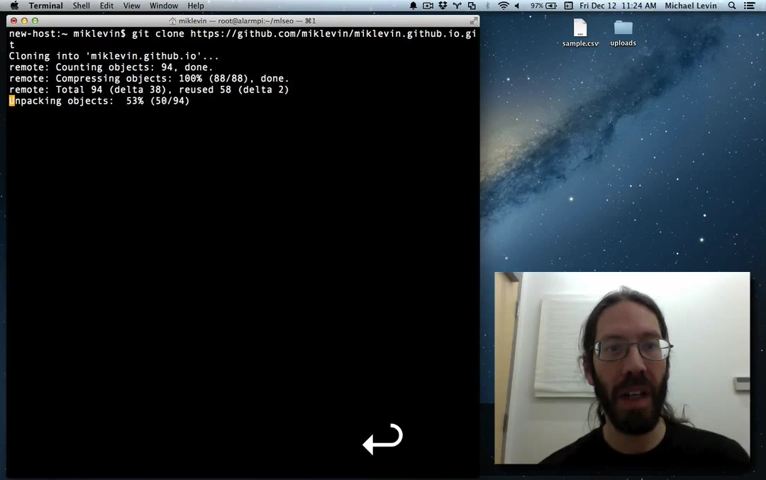 Terminal Shell Edit View Window Help
97% Fri Dec 12 11:24 AM Michael Levin
miklevin — root@alarmpi:~/mlseo — ⌘1
new-host:~ miklevin$ git clone https://github.com/miklevin/miklevin.github.io.gi
t
Cloning into 'miklevin.github.io'...
remote: Counting objects: 94, done.
remote: Compressing objects: 100% (88/88), done.
remote: Total 94 (delta 38), reused 58 (delta 2)
Unpacking objects:  53% (50/94)
sample.csv
uploads